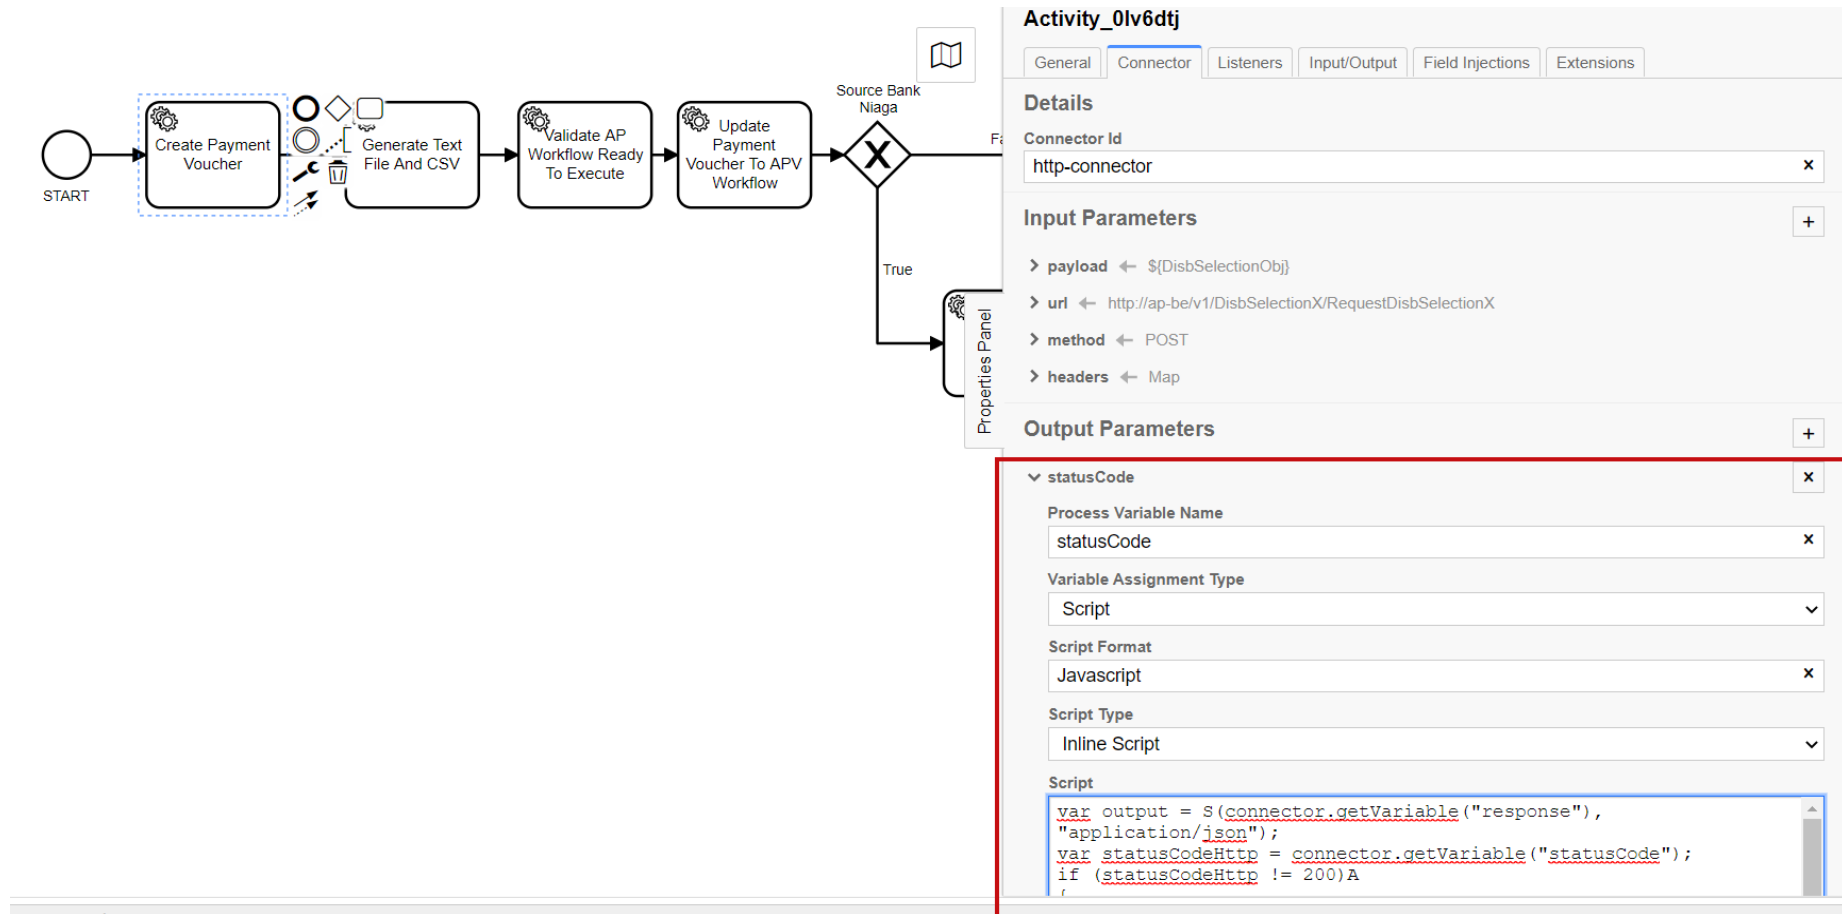 Activity_0lv6dtj
General Connector Listeners Input/Output Field Injections Extensions
Details
Connector Id
http-connector
Input Parameters
payload ${DisbSelectionObj}
url http://ap-be/v1/DisbSelectionX/RequestDisbSelectionX
method POST
headers Map
Output Parameters
statusCode
Process Variable Name
statusCode
Variable Assignment Type
Script
Script Format
Javascript
Script Type
Inline Script
Script
var output = S(connector.getVariable("response"),
"application/json");
var statusCodeHttp = connector.getVariable("statusCode");
if (statusCodeHttp != 200)A
{
START
Create Payment
Voucher
Generate Text
File And CSV
Validate AP
Workflow Ready
To Execute
Update
Payment
Voucher To APV
Workflow
Source Bank
Niaga
True
Properties Panel